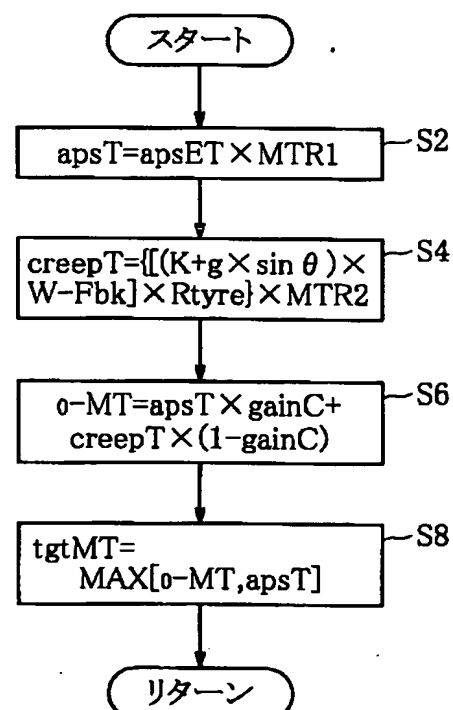 スタート
apsT=apsET×MTR1
S2
creepT={[(K+g×sin θ)×
W-Fbk]×Rtyre}×MTR2
S4
o-MT=apsT×gainC+
creepT×(1-gainC)
S6
tgtMT=
MAX[o-MT,apsT]
S8
リターン